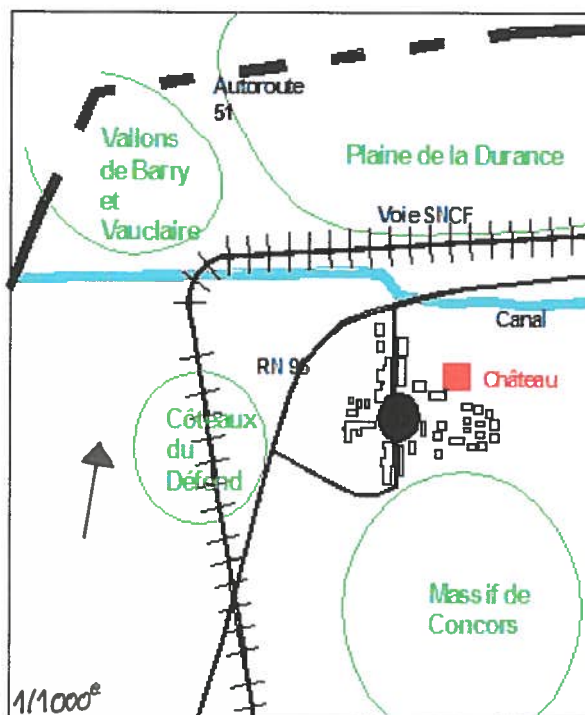 Autoroute
51
Vallons
de Barry
et
Vauclaire
Plaine de la Durance
Voie SNCF
Canal
RN 96
Château
Côteaux
du
Défend
Massif de
Concors
1/1000e